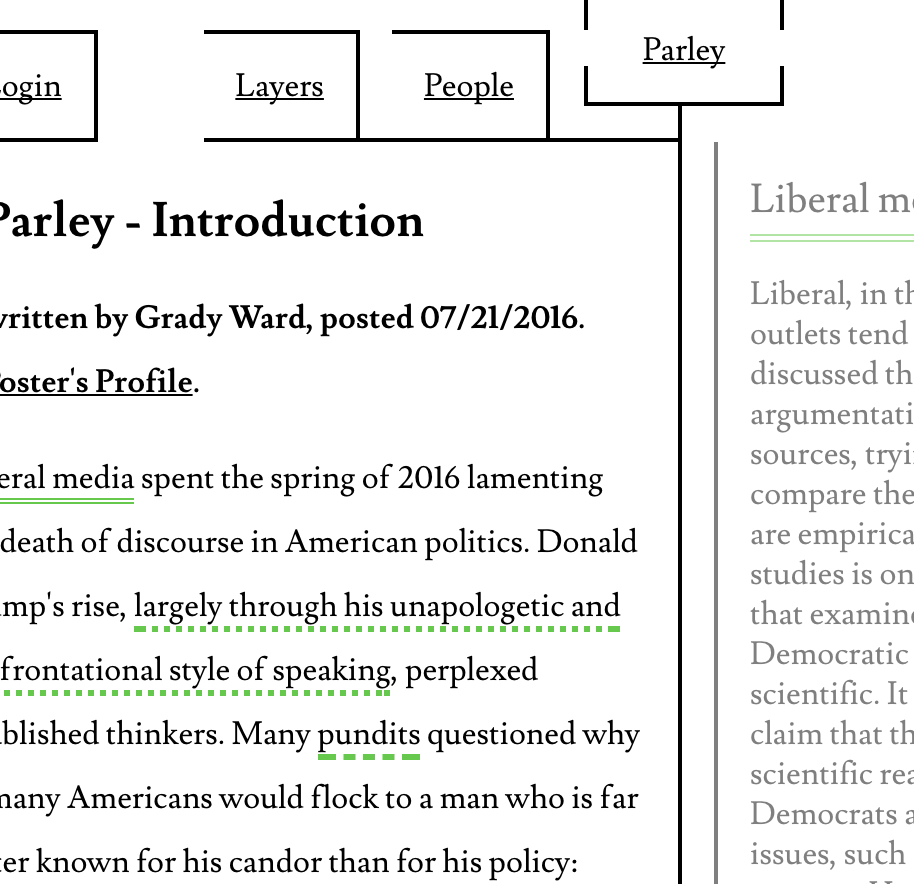 Parley
Login
Layers
People
Parley - Introduction
written by Grady Ward, posted 07/21/2016.
Poster's Profile.
eral media spent the spring of 2016 lamenting
death of discourse in American politics. Donald
mp's rise, largely through his unapologetic and
frontational style of speaking, perplexed
blished thinkers. Many pundits questioned why
many Americans would flock to a man who is far
ter known for his candor than for his policy:
Liberal me
Liberal, in th
outlets tend
discussed th
argumentati
sources, tryi
compare the
are empirica
studies is on
that examine
Democratic
scientific. It
claim that th
scientific rea
Democrats a
issues, such